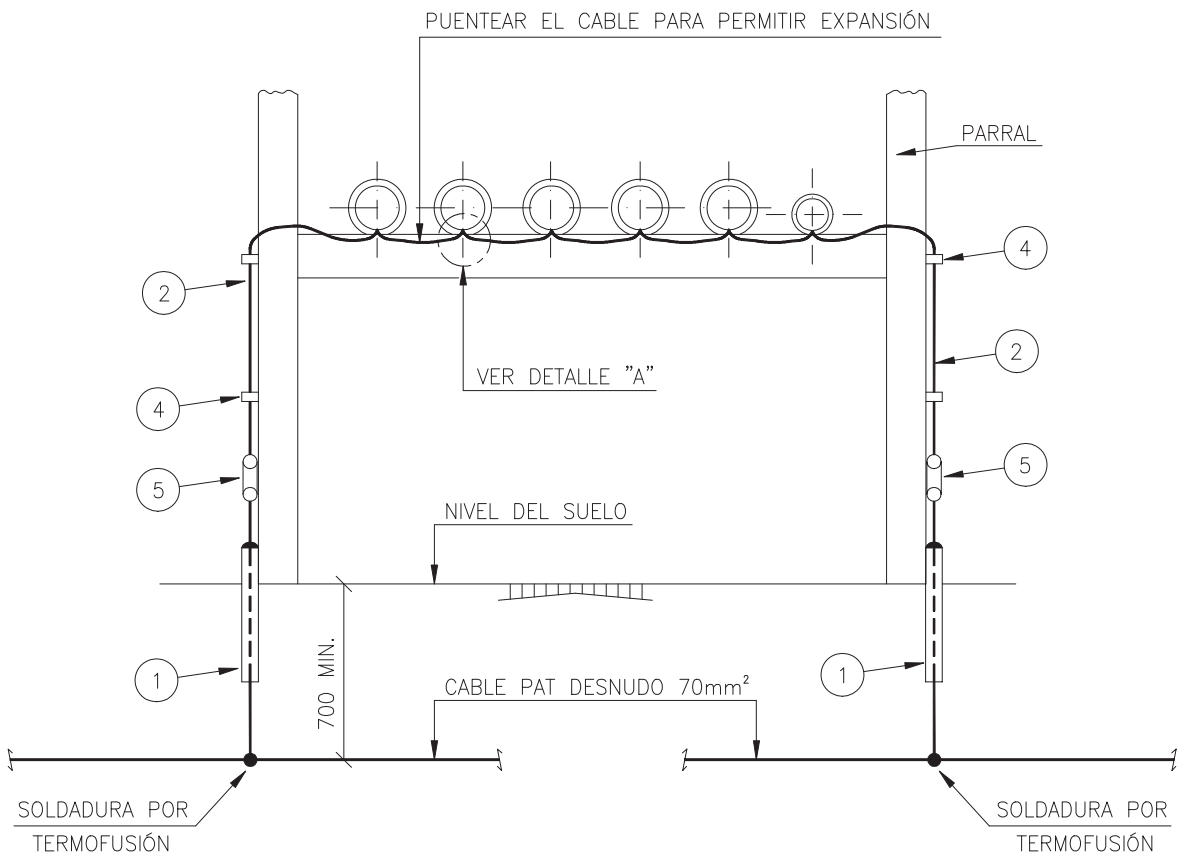 PUENTEAR EL CABLE PARA PERMITIR EXPANSIÓN
PARRAL
4
2
2
VER DETALLE "A"
4
5
5
NIVEL DEL SUELO
1
1
700 MIN.
CABLE PAT DESNUDO 70mm²
SOLDADURA POR
TERMOFUSIÓN
SOLDADURA POR
TERMOFUSIÓN